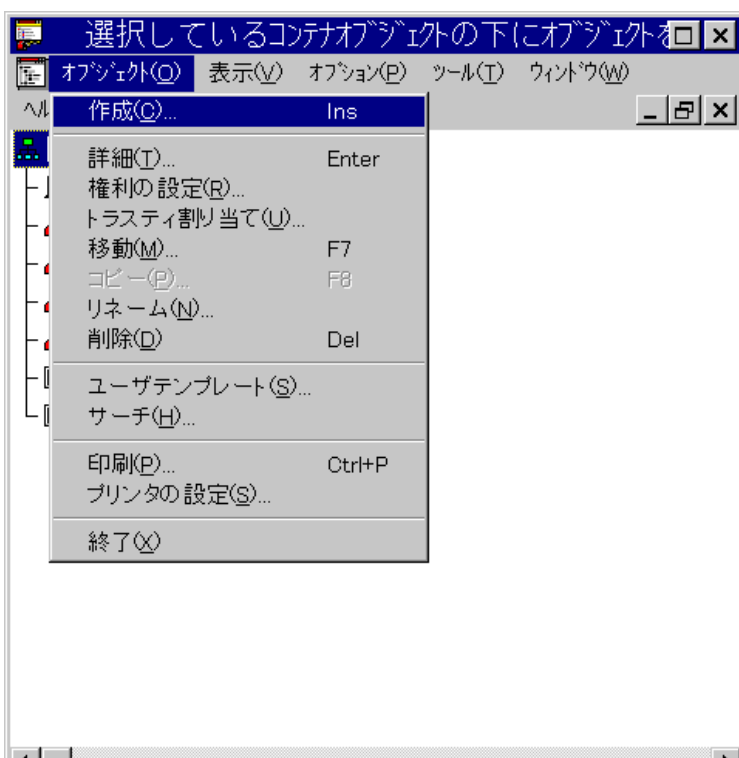 選択しているｺﾝﾃﾅｵﾌﾞｼﾞｪｸﾄの下にｵﾌﾞｼﾞｪｸﾄを
ｵﾌﾞｼﾞｪｸﾄ(O) 表示(V) ｵﾌﾟｼｮﾝ(P) ﾂｰﾙ(T) ｳｨﾝﾄﾞｳ(W)
ﾍﾙ
作成(C)... Ins
詳細(T)... Enter
権利の設定(R)...
トラスティ割り当て(U)...
移動(M)... F7
コピー(P)... F8
リネーム(N)...
削除(D) Del
ユーザテンプレート(S)...
サーチ(H)...
印刷(P)... Ctrl+P
プリンタの設定(S)...
終了(X)